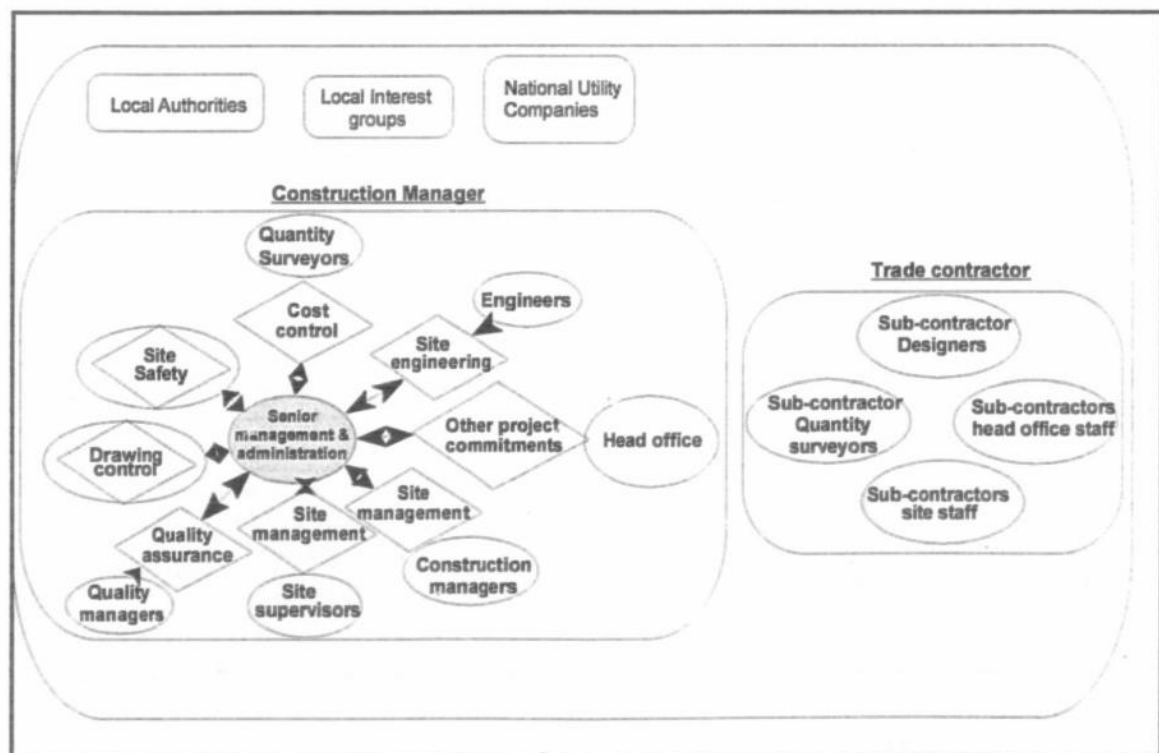 Local Authorities
Local Interest
groups
National Utility
Companies
Construction Manager
Quantity
Surveyors
Cost
control
Engineers
Site
engineering
Site
Safety
Senior
management &
administration
Other project
commitments
Head office
Drawing
control
Quality
assurance
Site
management
Site
management
Quality
managers
Site
supervisors
Construction
managers
Trade contractor
Sub-contractor
Designers
Sub-contractor
Quantity
surveyors
Sub-contractors
head office staff
Sub-contractors
site staff